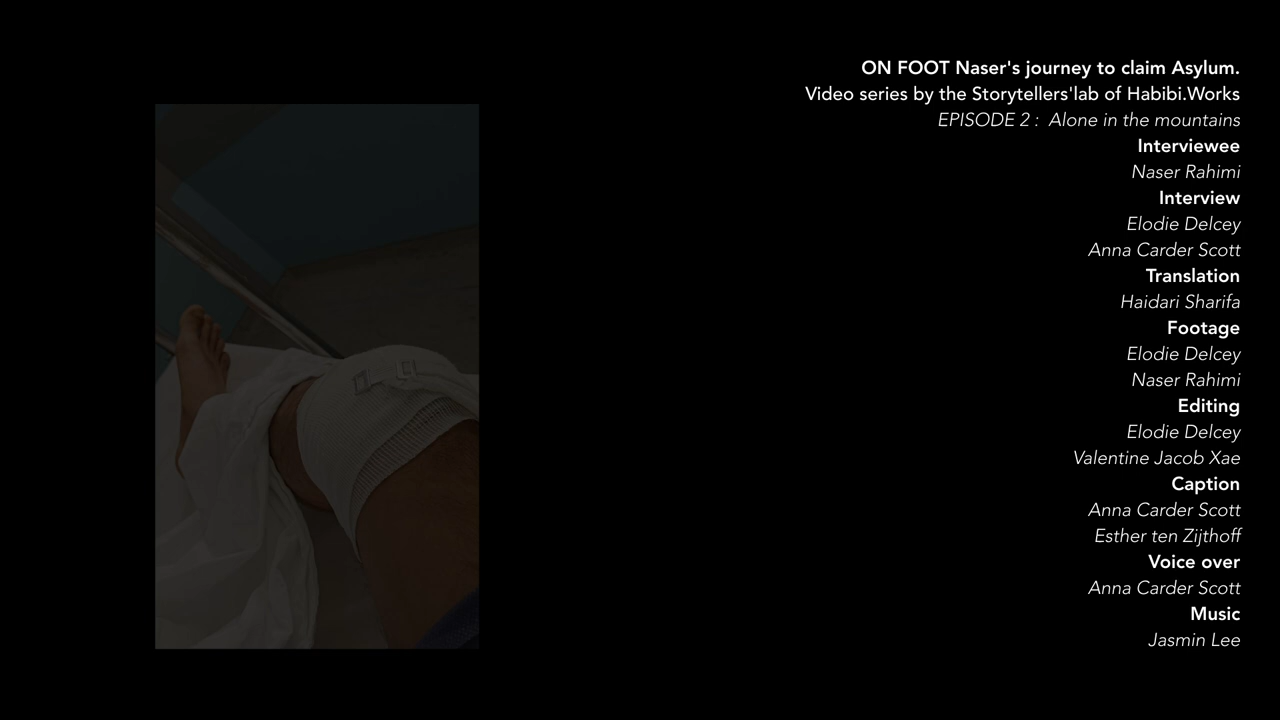 ON FOOT Naser's journey to claim Asylum.
Video series by the Storytellers'lab of Habibi.Works
EPISODE 2 :  Alone in the mountains
Interviewee
Naser Rahimi
Interview
Elodie Delcey
Anna Carder Scott
Translation
Haidari Sharifa
Footage
Elodie Delcey
Naser Rahimi
Editing
Elodie Delcey
Valentine Jacob Xae
Caption
Anna Carder Scott
Esther ten Zijthoff
Voice over
Anna Carder Scott
Music
Jasmin Lee